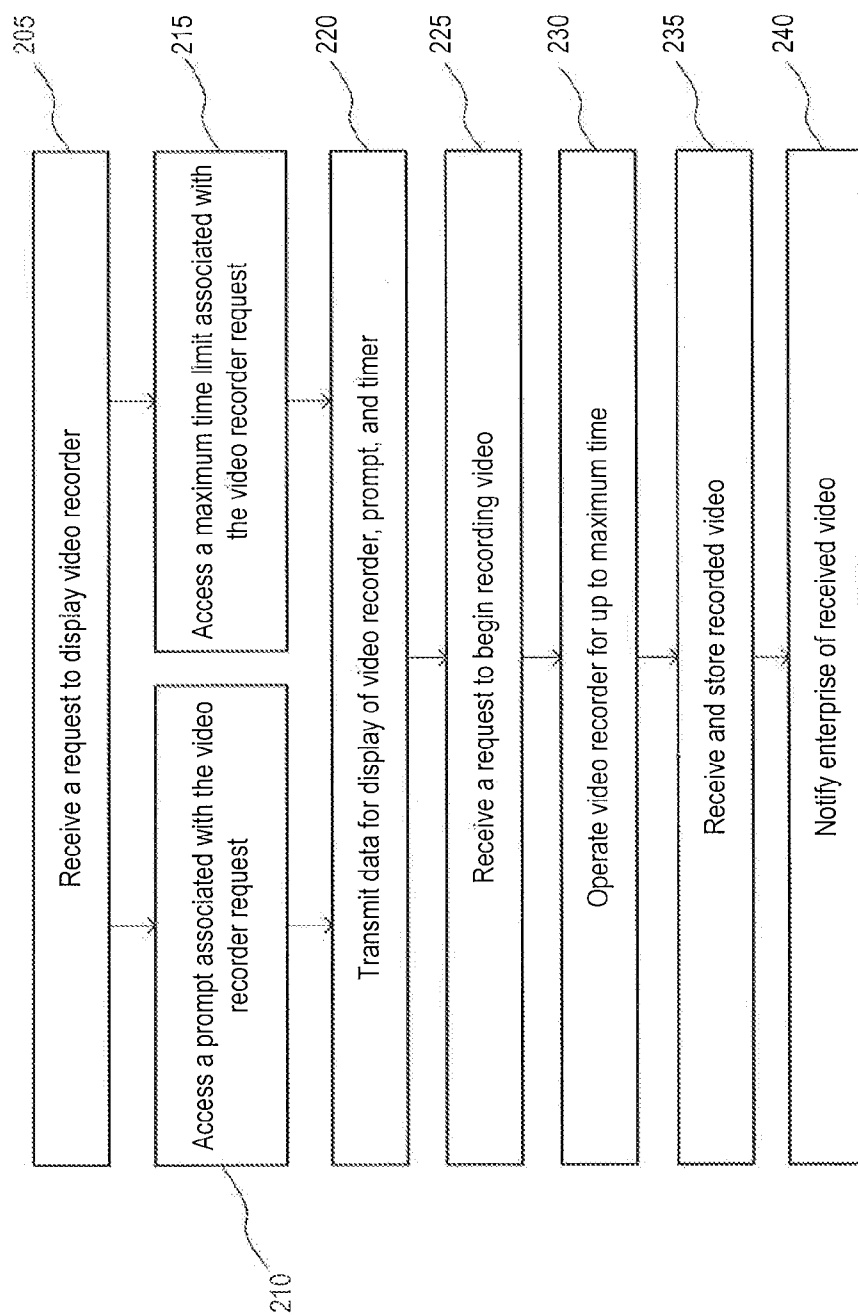 Receive a request to display video recorder
205
Access a prompt associated with the video
recorder request
210
Access a maximum time limit associated with
the video recorder request
215
Transmit data for display of video recorder, prompt, and timer
220
Receive a request to begin recording video
225
Operate video recorder for up to maximum time
230
Receive and store recorded video
235
Notify enterprise of received video
240